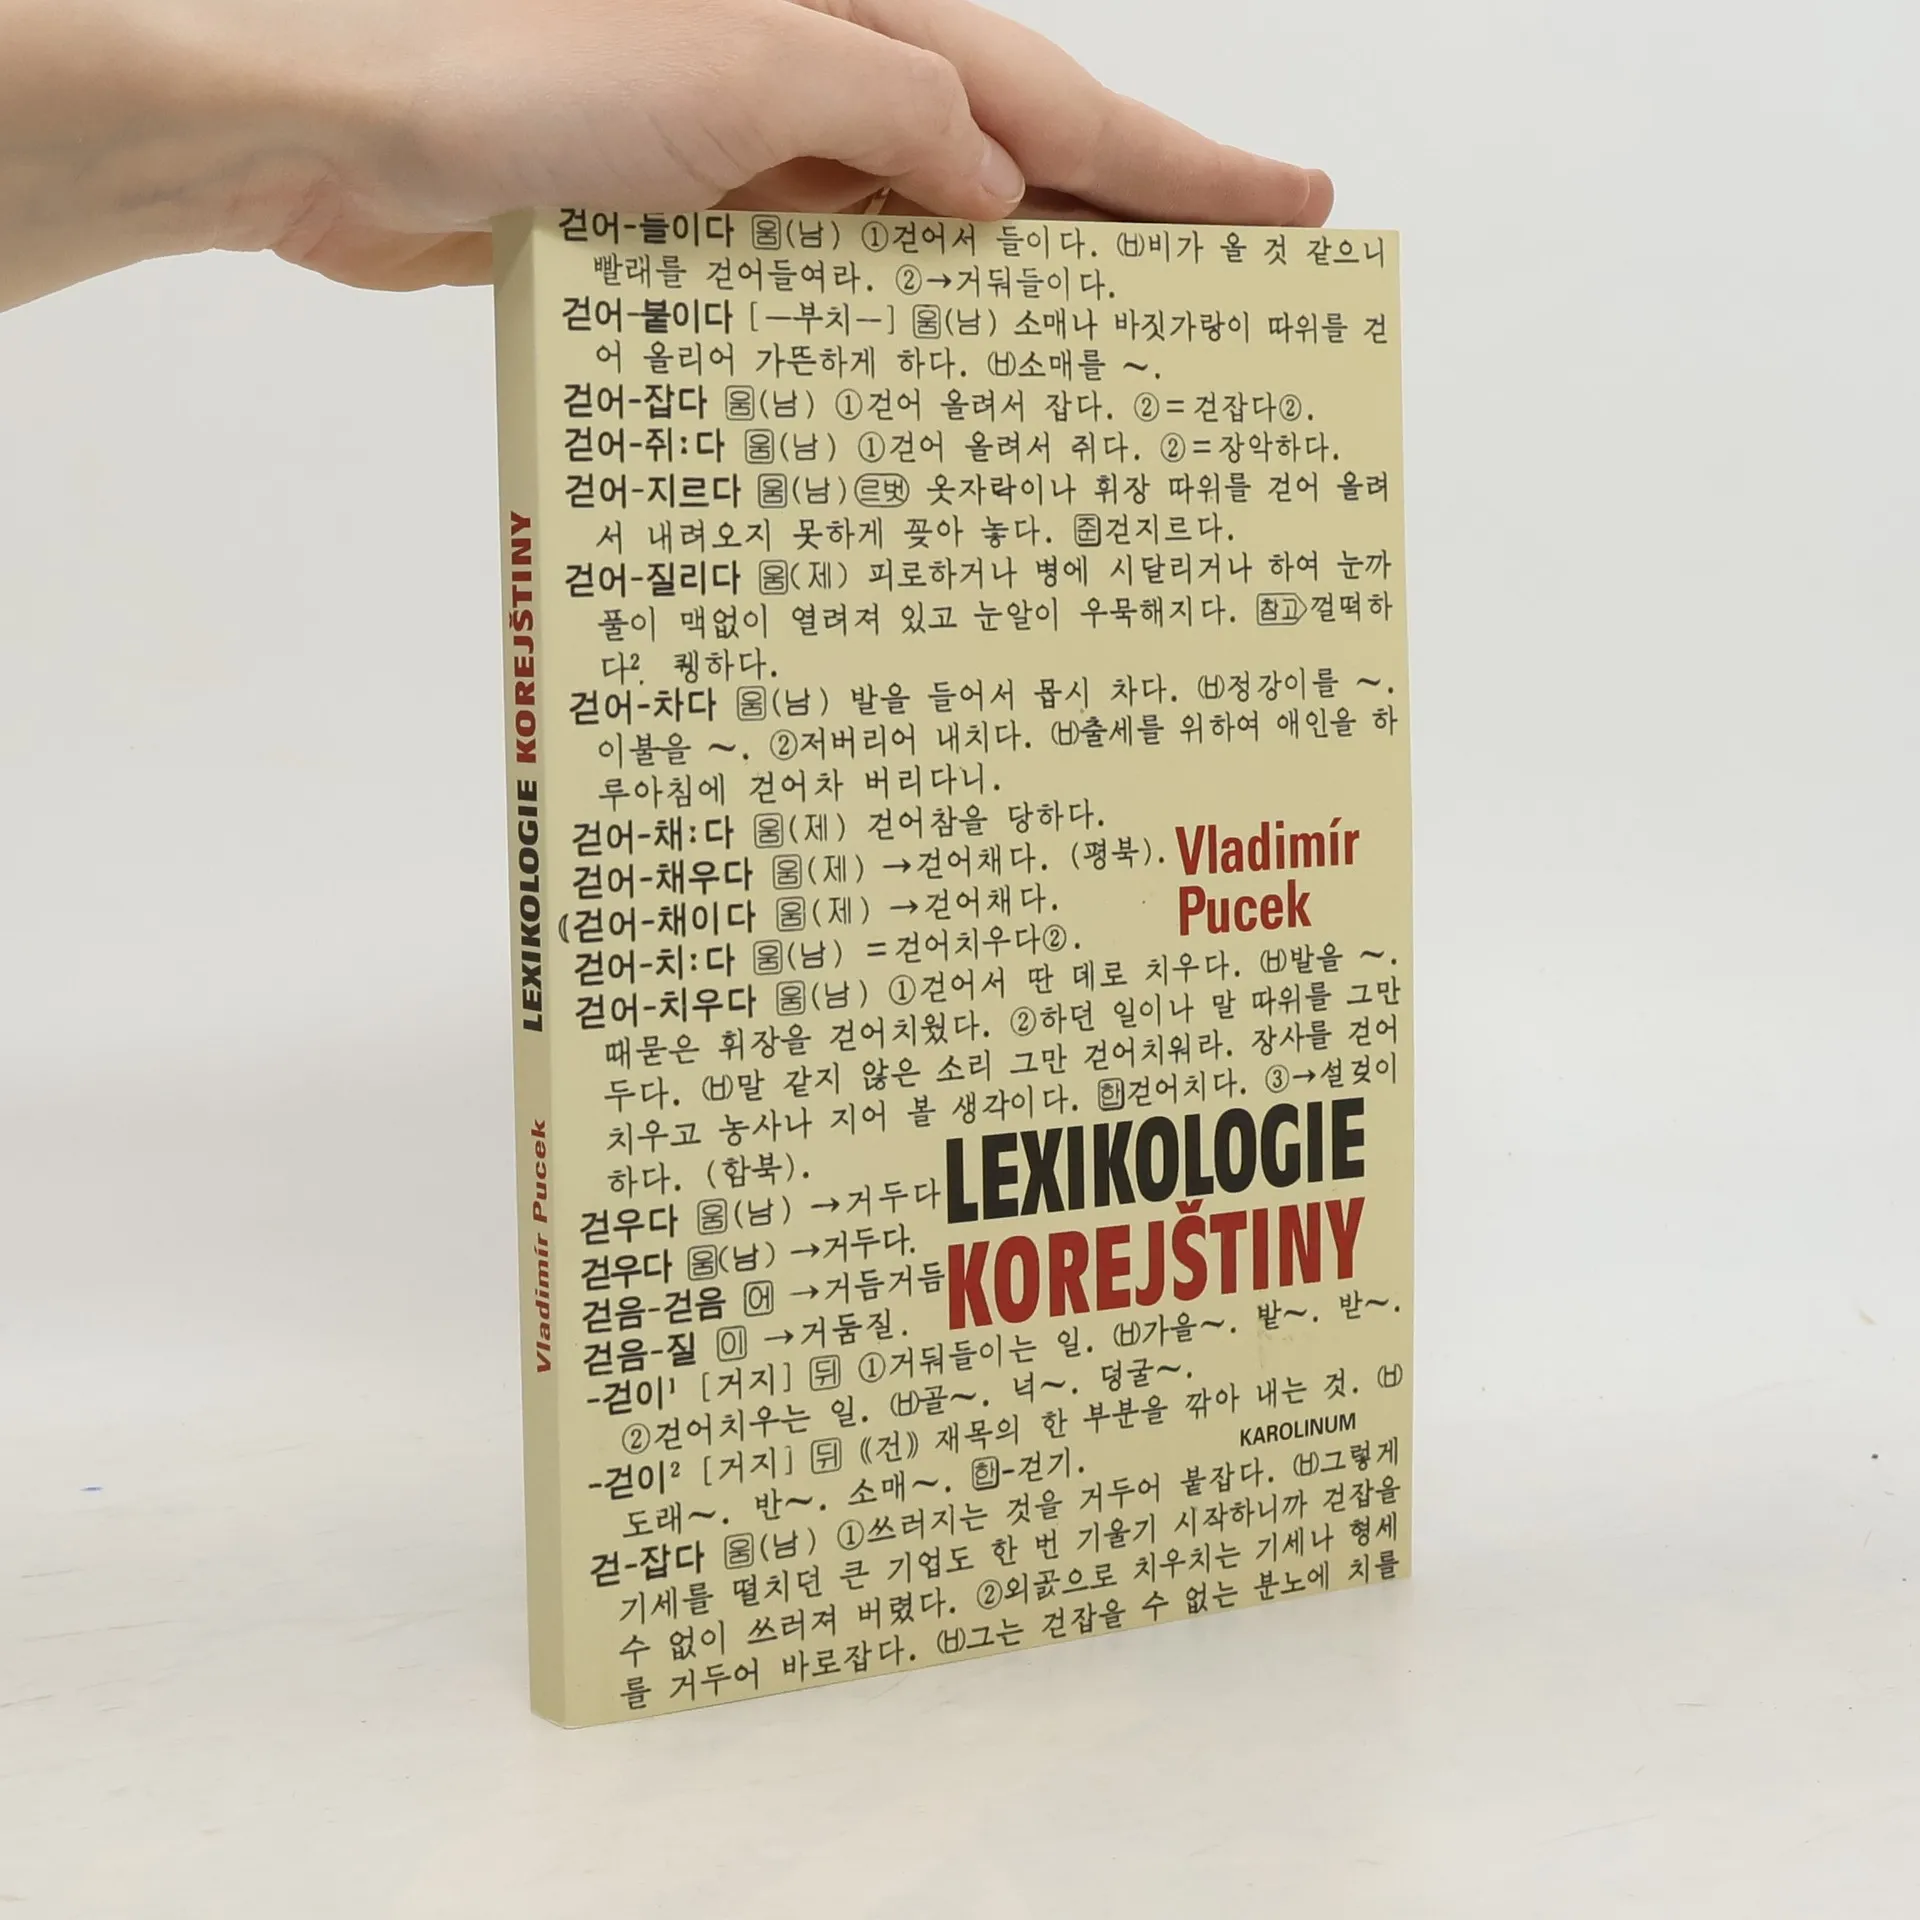 걷어-들이다 움(남) ①걷어서 들이다. ㉥비가 올 것 같으니
빨래를 걷어들여라. ②→거둬들이다.
걷어-붙이다 [—부치—] 움(남) 소매나 바짓가랑이 따위를 걷
어 올리어 가뜬하게 하다. ㉥소매를 ~.
걷어-잡다 움(남) ①걷어 올려서 잡다. ②=걷잡다②.
걷어-쥐:다 움(남) ①걷어 올려서 쥐다. ②=장악하다.
걷어-지르다 움(남)르벗 옷자락이나 휘장 따위를 걷어 올려
서 내려오지 못하게 꽂아 놓다. 준걷지르다.
걷어-질리다 움(제) 피로하거나 병에 시달리거나 하여 눈까
풀이 맥없이 열려져 있고 눈알이 우묵해지다. 참고껄떡하
다². 퀭하다.
걷어-차다 움(남) 발을 들어서 몹시 차다. ㉥정강이를 ~.
이불을 ~. ②저버리어 내치다. ㉥출세를 위하여 애인을 하
루아침에 걷어차 버리다니.
걷어-채:다 움(제) 걷어참을 당하다.
걷어-채우다 움(제) →걷어채다. (평북).
⟪걷어-채이다 움(제) →걷어채다.
걷어-치:다 움(남) =걷어치우다②.
걷어-치우다 움(남) ①걷어서 딴 데로 치우다. ㉥발을 ~.
때묻은 휘장을 걷어치웠다. ②하던 일이나 말 따위를 그만
두다. ㉥말 같지 않은 소리 그만 걷어치워라. 장사를 걷어
치우고 농사나 지어 볼 생각이다. 한걷어치다. ③→설겆이
하다. (함북).
걷우다 움(남) →거두다
걷우다 움(남) →거두다.
걷음-걷음 어 →거듬거듬
걷음-질 이 →거둠질.
-걷이¹ [거지] 뒤 ①거둬들이는 일. ㉥가을~. 밭~. 받~.
②걷어치우는 일. ㉥골~. 넉~. 덩굴~.
-걷이² [거지] 뒤 ⟪건⟫ 재목의 한 부분을 깎아 내는 것. ㉥
도래~. 반~. 소매~. 한-걷기.
걷-잡다 움(남) ①쓰러지는 것을 거두어 붙잡다. ㉥그렇게
기세를 떨치던 큰 기업도 한 번 기울기 시작하니까 걷잡을
수 없이 쓰러져 버렸다. ②외곬으로 치우치는 기세나 형세
를 거두어 바로잡다. ㉥그는 걷잡을 수 없는 분노에 치를
Vladimír
Pucek
LEXIKOLOGIE
KOREJŠTINY
KAROLINUM
Vladimír Pucek LEXIKOLOGIE KOREJŠTINY